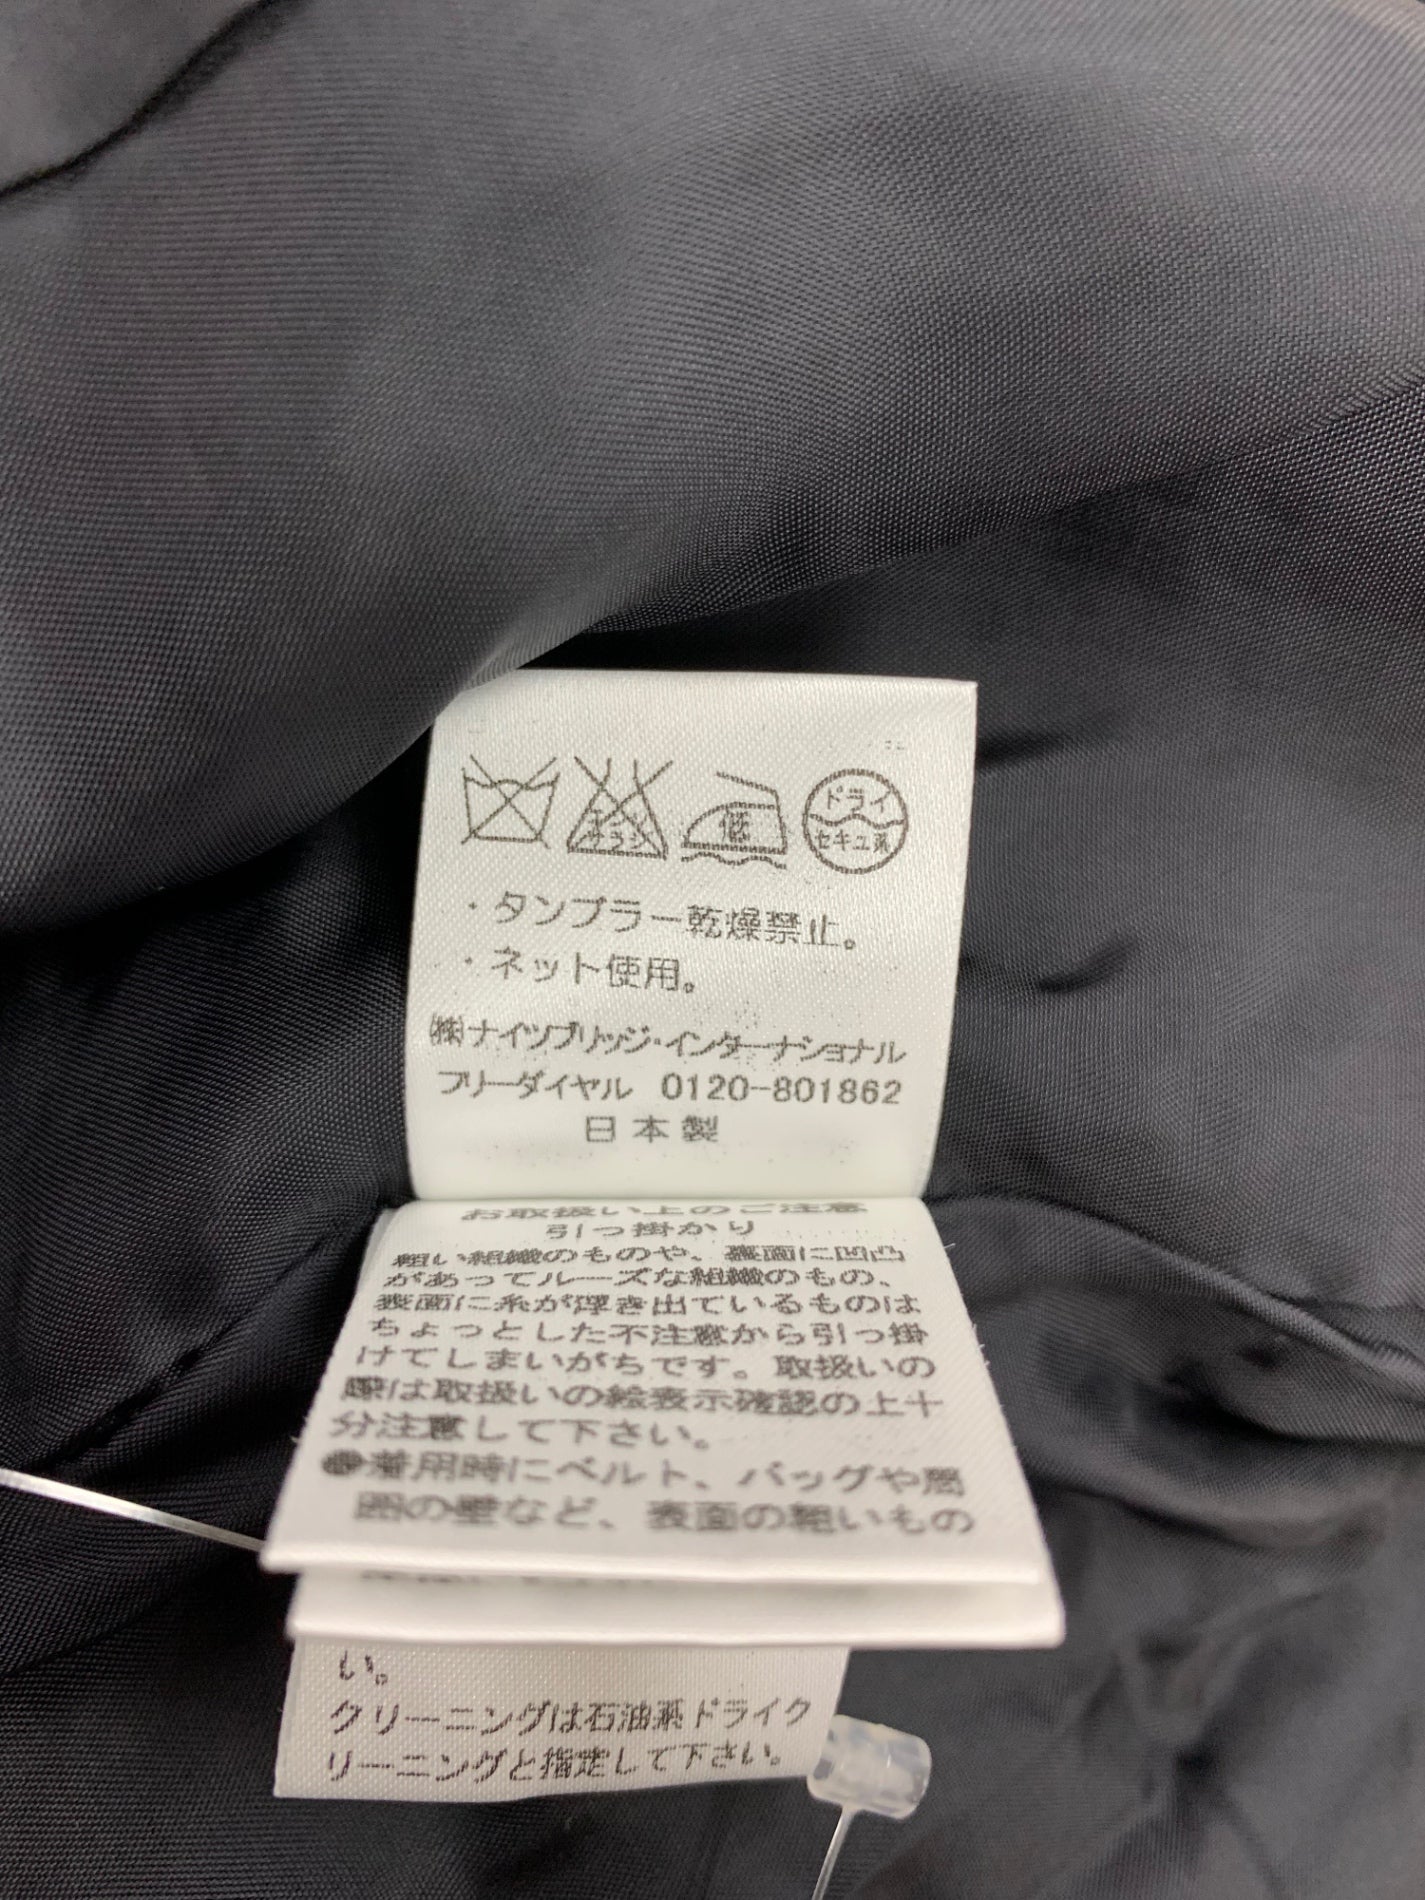 エンソ
サラシ
低
ドライ
セキユ系
・タンブラー乾燥禁止。
・ネット使用。
(株)ナイツブリッジ・インターナショナル
フリーダイヤル 0120-801862
日本製
お取扱い上のご注意
引っ掛かり
粗い組織のものや、表面に凹凸
があってルーズな組織のもの、
表面に糸が浮き出ているものは
ちょっとした不注意から引っ掛
けてしまいがちです。取扱いの
際は取扱いの絵表示確認の上十
分注意して下さい。
●着用時にベルト、バッグや周
囲の壁など、表面の粗いもの
い。
クリーニングは石油系ドライク
リーニングと指定して下さい。